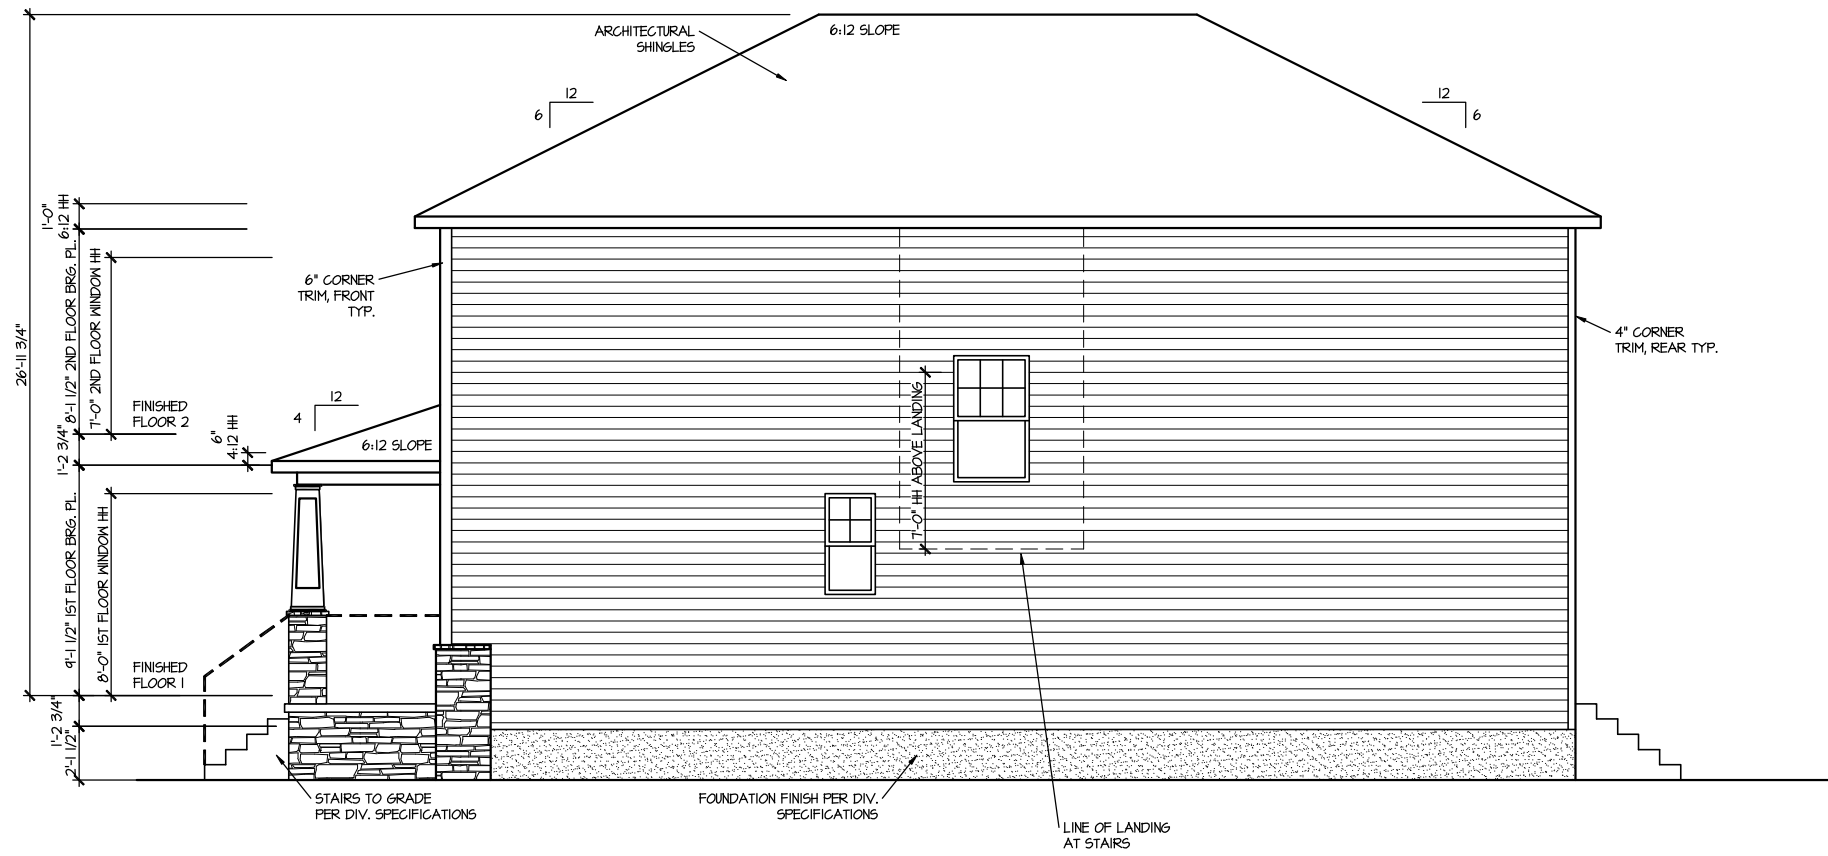 ARCHITECTURAL
SHINGLES
6:12 SLOPE
12
6
12
6
1'-0"
6:12 HH
8'-1 1/2" 2ND FLOOR BRG. PL.
7'-0" 2ND FLOOR WINDOW HH
26'-11 3/4"
6" CORNER
TRIM, FRONT
TYP.
4" CORNER
TRIM, REAR TYP.
FINISHED
FLOOR 2
12
4
6"
4:12 HH
6:12 SLOPE
1'-2 3/4"
7'-0" HH ABOVE LANDING
9'-1 1/2" 1ST FLOOR BRG. PL.
8'-0" 1ST FLOOR WINDOW HH
FINISHED
FLOOR 1
1'-2 3/4"
2'-1 1/2"
STAIRS TO GRADE
PER DIV. SPECIFICATIONS
FOUNDATION FINISH PER DIV.
SPECIFICATIONS
LINE OF LANDING
AT STAIRS